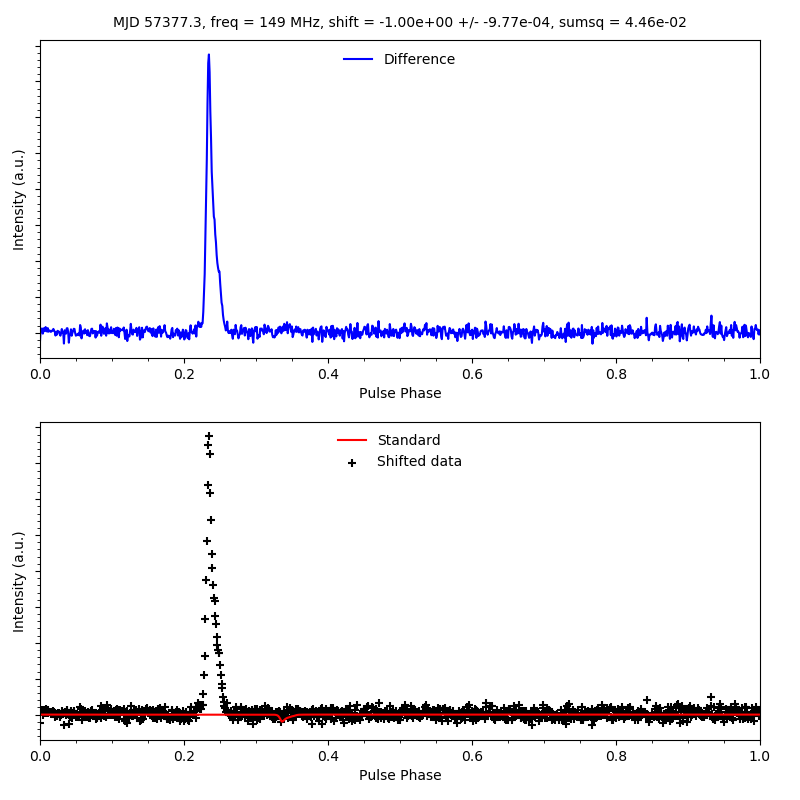 MJD 57377.3, freq = 149 MHz, shift = -1.00e+00 +/- -9.77e-04, sumsq = 4.46e-02
Difference
Intensity (a.u.)
0.0 0.2 0.4 0.6 0.8 1.0
Pulse Phase
Standard
Shifted data
Intensity (a.u.)
0.0 0.2 0.4 0.6 0.8 1.0
Pulse Phase